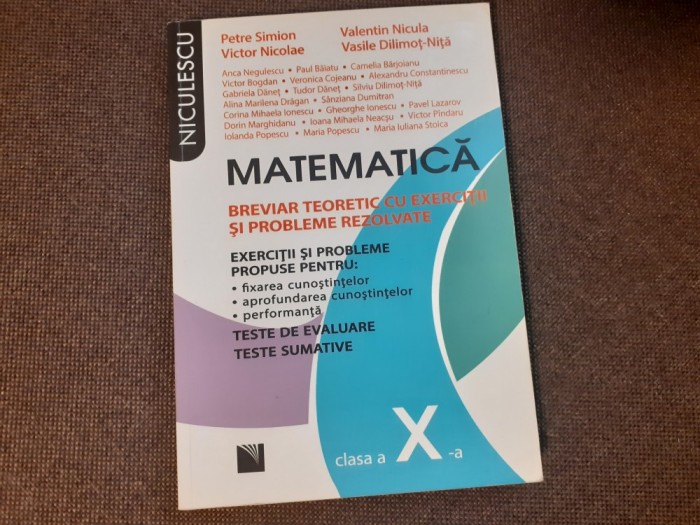 NICULESCU
Petre Simion Valentin Nicula
Victor Nicolae Vasile Dilimoț-Niță
Anca Negulescu • Paul Băiatu • Camelia Bărjoianu
Victor Bogdan • Veronica Cojeanu • Alexandru Constantinescu
Gabriela Dăneț • Tudor Dăneț • Silviu Dilimoț-Niță
Alina Marilena Drăgan • Sânziana Dumitran
Corina Mihaela Ionescu • Gheorghe Ionescu • Pavel Lazarov
Dorin Marghidanu • Ioana Mihaela Neacșu • Victor Pîndaru
Iolanda Popescu • Maria Popescu • Maria Iuliana Stoica
MATEMATICĂ
BREVIAR TEORETIC CU EXERCIȚII
ȘI PROBLEME REZOLVATE
EXERCIȚII ȘI PROBLEME
PROPUSE PENTRU:
• fixarea cunoștințelor
• aprofundarea cunoștințelor
• performanță
TESTE DE EVALUARE
TESTE SUMATIVE
clasa a X -a